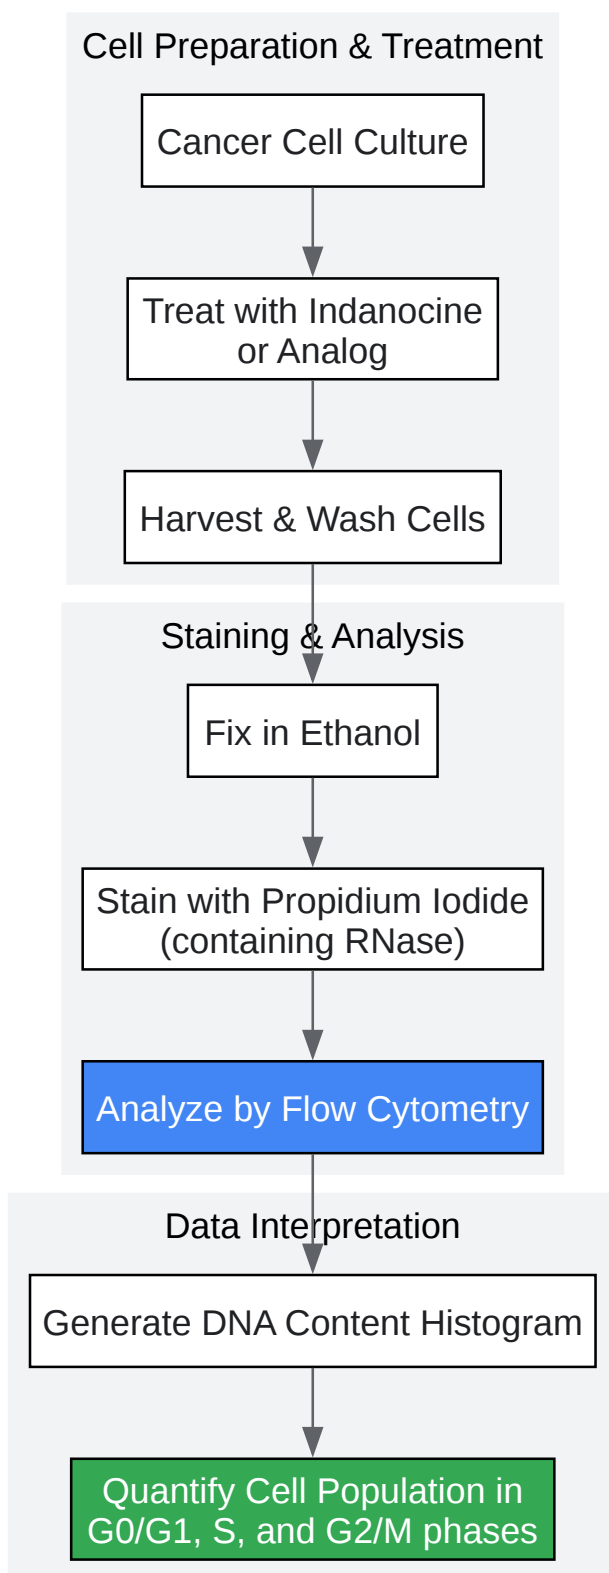 Cell Preparation & Treatment
Cancer Cell Culture
Treat with Indanocine
or Analog
Harvest & Wash Cells
Staining & Analysis
Fix in Ethanol
Stain with Propidium Iodide
(containing RNase)
Analyze by Flow Cytometry
Data Interpretation
Generate DNA Content Histogram
Quantify Cell Population in
G0/G1, S, and G2/M phases